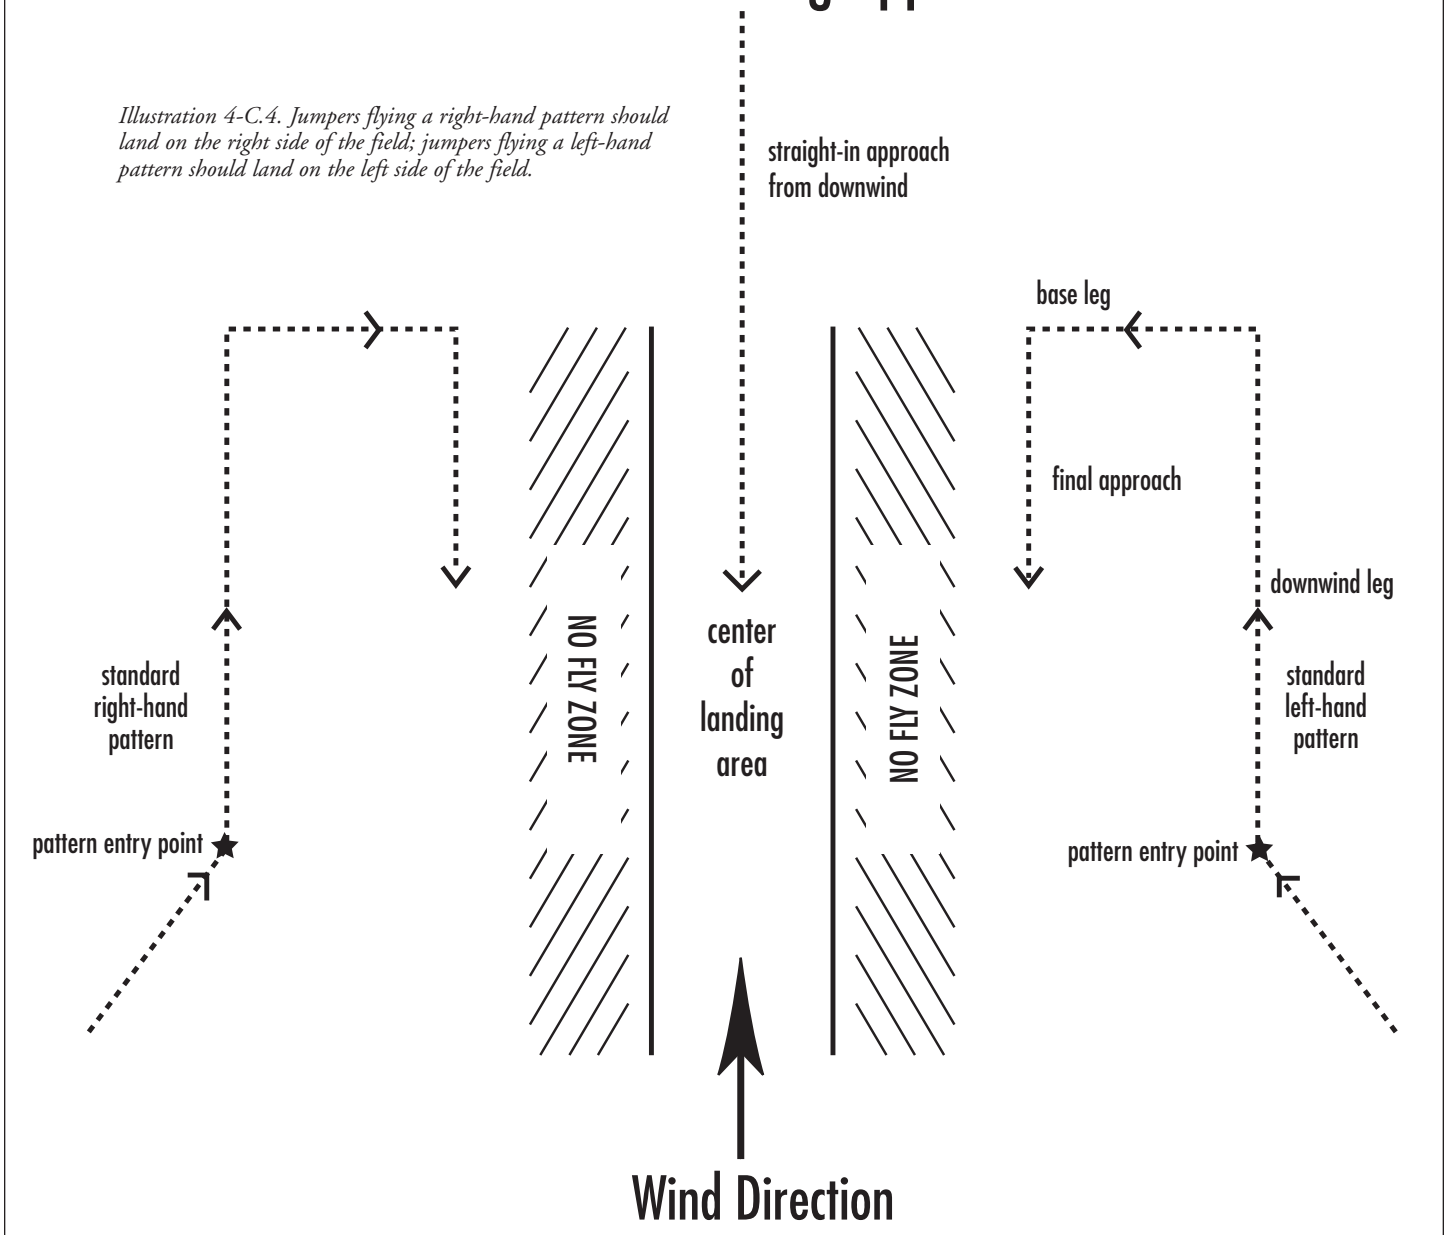 Illustration 4-C.4. Jumpers flying a right-hand pattern should
land on the right side of the field; jumpers flying a left-hand
pattern should land on the left side of the field.
straight-in approach
from downwind
base leg
final approach
downwind leg
standard
right-hand
pattern
NO FLY ZONE
center
of
landing
area
NO FLY ZONE
standard
left-hand
pattern
pattern entry point
pattern entry point
Wind Direction